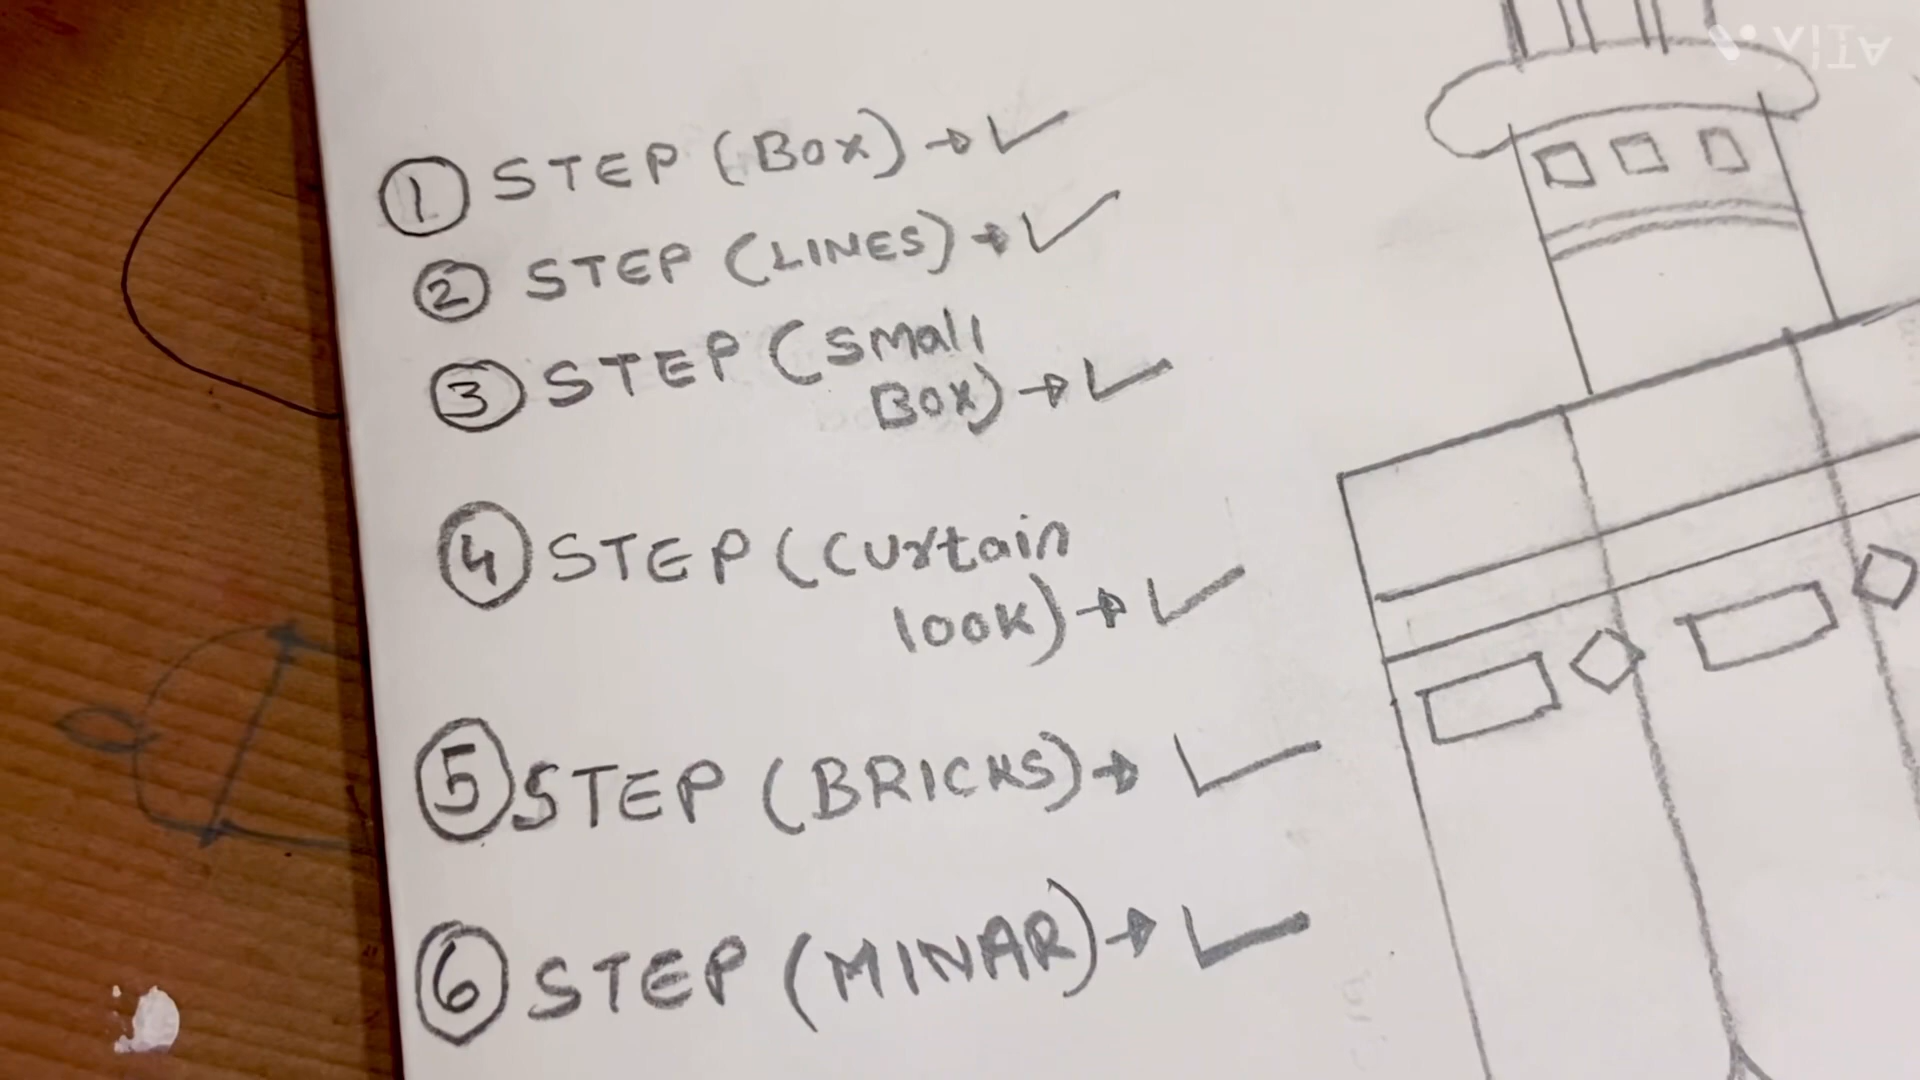 VITA
1 STEP (BOX) → ✓
2 STEP (LINES) → ✓
3 STEP (Small
BOX) → ✓
4 STEP (Curtain
look) → ✓
5 STEP (BRICKS) → ✓
6 STEP (MINAR) → ✓